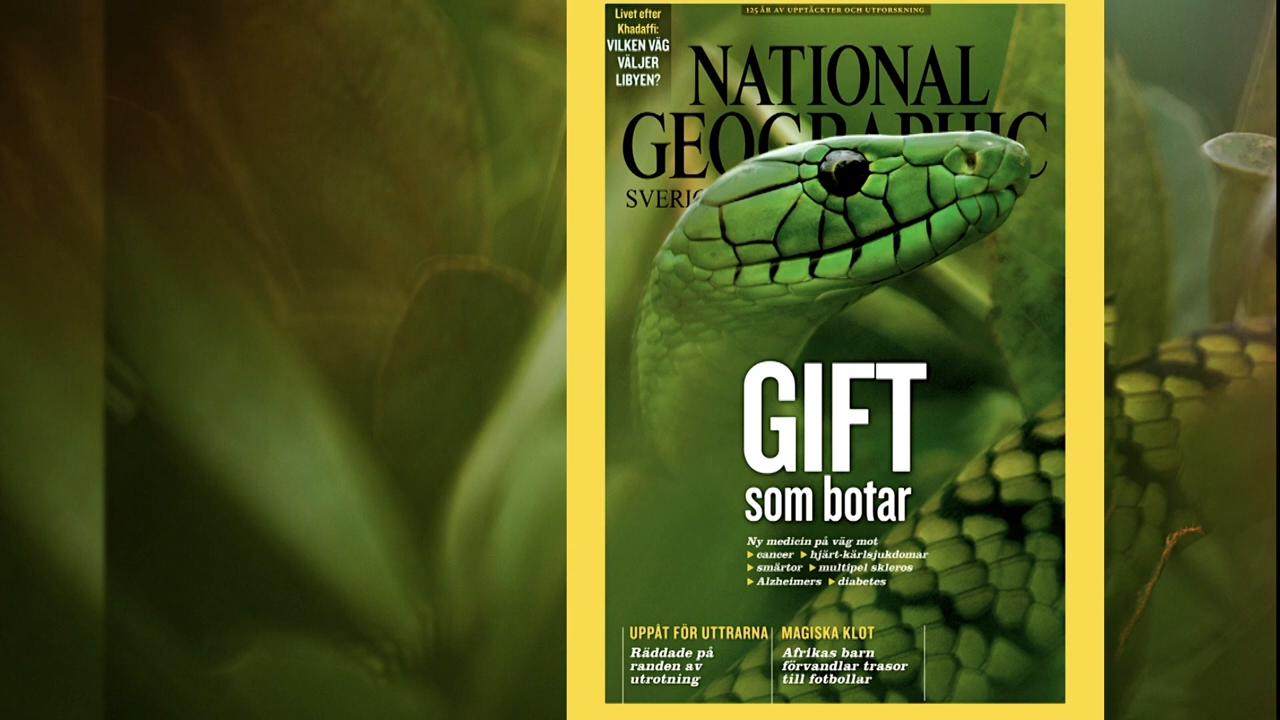 125 ÅR AV UPPTÄCKTER OCH UTFORSKNING
Livet efter
Khadaffi:
VILKEN VÄG
VÄLJER
LIBYEN?
NATIONAL
GEOGRAPHIC
GIFT
som botar
Ny medicin på väg mot
cancer hjärt-kärlsjukdomar
smärtor multipel skleros
Alzheimers diabetes
UPPÅT FÖR UTTRARNA
Räddade på
randen av
utrotning
MAGISKA KLOT
Afrikas barn
förvandlar trasor
till fotbollar